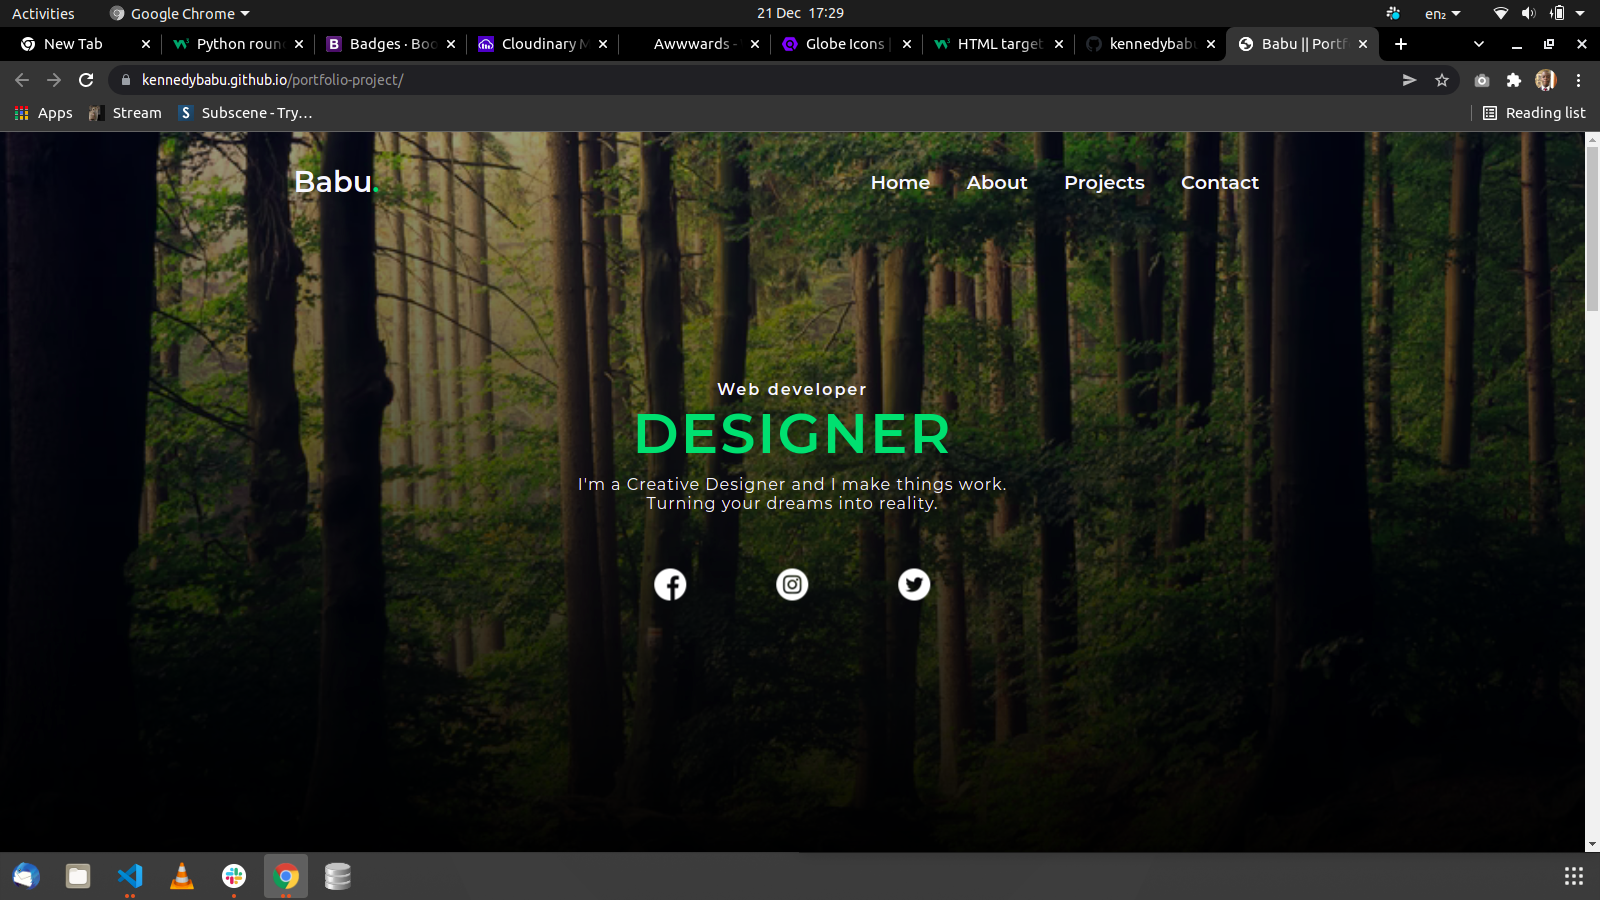 Activities
Google Chrome
21 Dec 17:29
en₂
New Tab
Python roun
Badges · Boo
Cloudinary M
Awwwards -
Globe Icons |
HTML target
kennedybabu
Babu || Portf
kennedybabu.github.io/portfolio-project/
Apps
Stream
Subscene - Try…
Reading list
Babu.
Home
About
Projects
Contact
Web developer
DESIGNER
I'm a Creative Designer and I make things work.
Turning your dreams into reality.